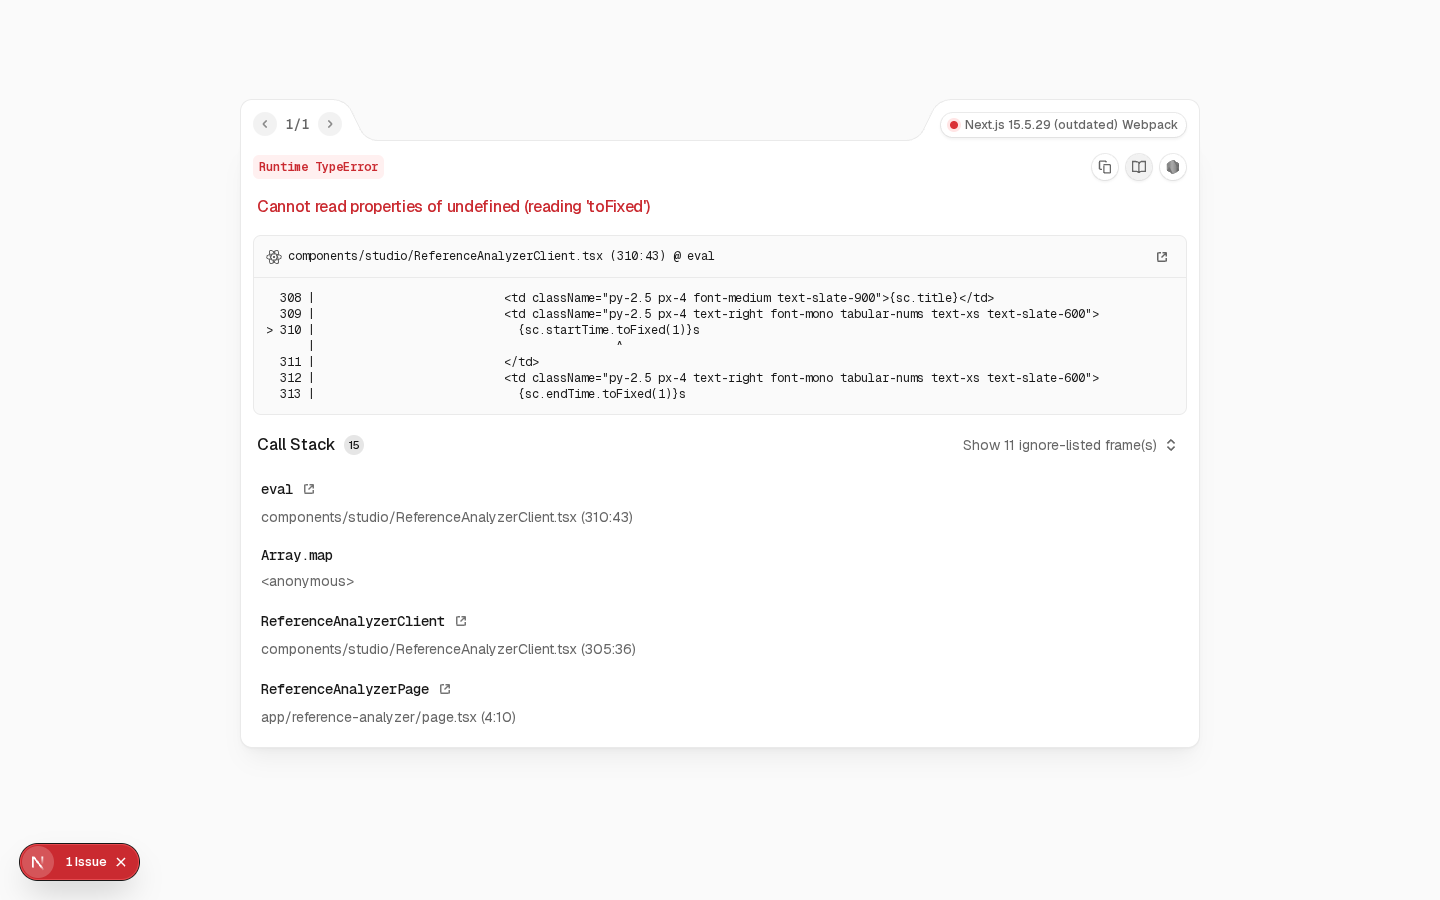 1/1
Next.js 15.5.29 (outdated) Webpack
Runtime TypeError
Cannot read properties of undefined (reading 'toFixed')
components/studio/ReferenceAnalyzerClient.tsx (310:43) @ eval
308 | <td className="py-2.5 px-4 font-medium text-slate-900">{sc.title}</td>
309 | <td className="py-2.5 px-4 text-right font-mono tabular-nums text-xs text-slate-600">
> 310 | {sc.startTime.toFixed(1)}s
| ^
311 | </td>
312 | <td className="py-2.5 px-4 text-right font-mono tabular-nums text-xs text-slate-600">
313 | {sc.endTime.toFixed(1)}s
Call Stack 15
Show 11 ignore-listed frame(s)
eval
components/studio/ReferenceAnalyzerClient.tsx (310:43)
Array.map
<anonymous>
ReferenceAnalyzerClient
components/studio/ReferenceAnalyzerClient.tsx (305:36)
ReferenceAnalyzerPage
app/reference-analyzer/page.tsx (4:10)
1 Issue